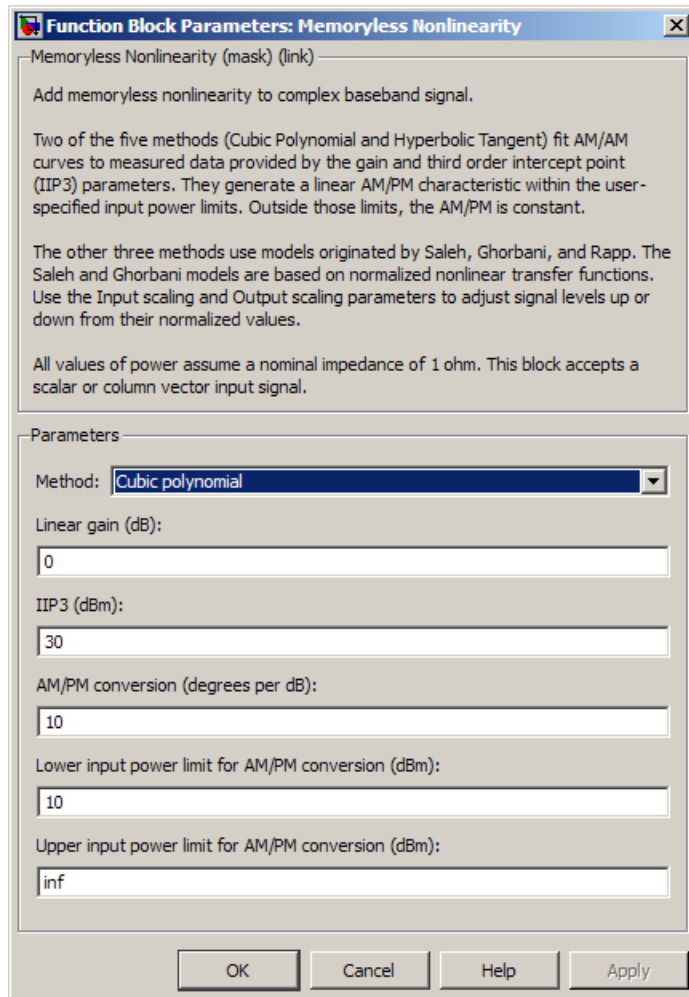 Function Block Parameters: Memoryless Nonlinearity
Memoryless Nonlinearity (mask) (link)
Add memoryless nonlinearity to complex baseband signal.
Two of the five methods (Cubic Polynomial and Hyperbolic Tangent) fit AM/AM
curves to measured data provided by the gain and third order intercept point
(IIP3) parameters. They generate a linear AM/PM characteristic within the user-
specified input power limits. Outside those limits, the AM/PM is constant.
The other three methods use models originated by Saleh, Ghorbani, and Rapp. The
Saleh and Ghorbani models are based on normalized nonlinear transfer functions.
Use the Input scaling and Output scaling parameters to adjust signal levels up or
down from their normalized values.
All values of power assume a nominal impedance of 1 ohm. This block accepts a
scalar or column vector input signal.
Parameters
Method: Cubic polynomial
Linear gain (dB):
0
IIP3 (dBm):
30
AM/PM conversion (degrees per dB):
10
Lower input power limit for AM/PM conversion (dBm):
10
Upper input power limit for AM/PM conversion (dBm):
inf
OK Cancel Help Apply